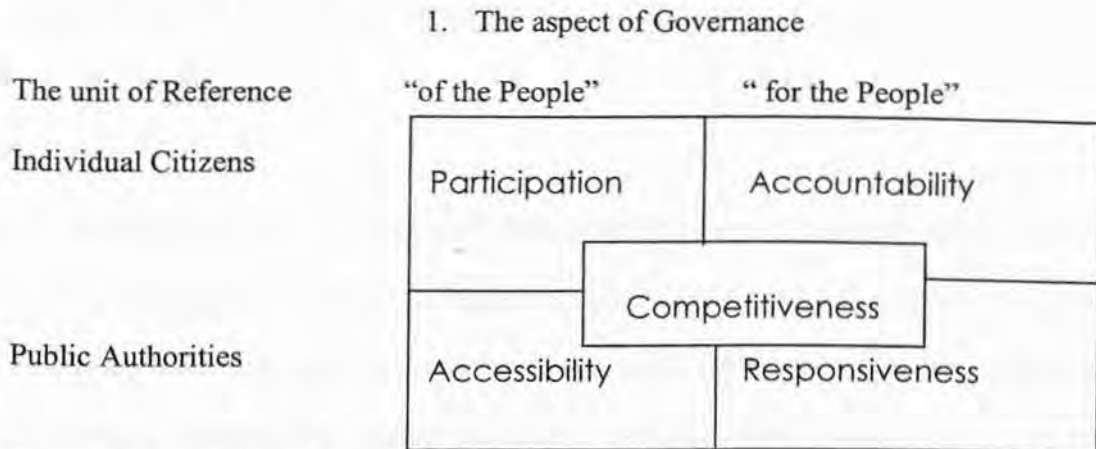 1. The aspect of Governance
The unit of Reference "of the People" " for the People"
Individual Citizens
Participation Accountability
Competitiveness
Public Authorities
Accessibility Responsiveness